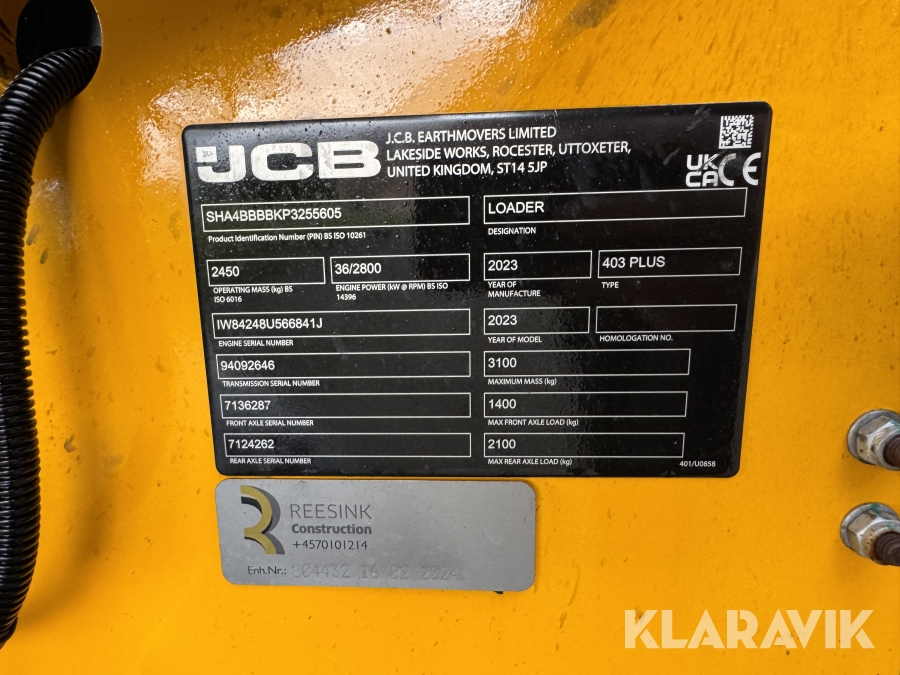 JCB
J.C.B. EARTHMOVERS LIMITED
LAKESIDE WORKS, ROCESTER, UTTOXETER,
UNITED KINGDOM, ST14 5JP
UK
CA CE
SHA4BBBBKP3255605
Product Identification Number (PIN) BS ISO 10261
LOADER
DESIGNATION
2450
OPERATING MASS (kg) BS
ISO 6016
36/2800
ENGINE POWER (kW @ RPM) BS ISO
14396
2023
YEAR OF
MANUFACTURE
403 PLUS
TYPE
IW84248U566841J
ENGINE SERIAL NUMBER
2023
YEAR OF MODEL
HOMOLOGATION NO.
94092646
TRANSMISSION SERIAL NUMBER
3100
MAXIMUM MASS (kg)
7136287
FRONT AXLE SERIAL NUMBER
1400
MAX FRONT AXLE LOAD (kg)
7124262
REAR AXLE SERIAL NUMBER
2100
MAX REAR AXLE LOAD (kg)
401/U0858
REESINK
Construction
+4570101214
Enh.Nr.: 16 02 2024
KLARAVIK